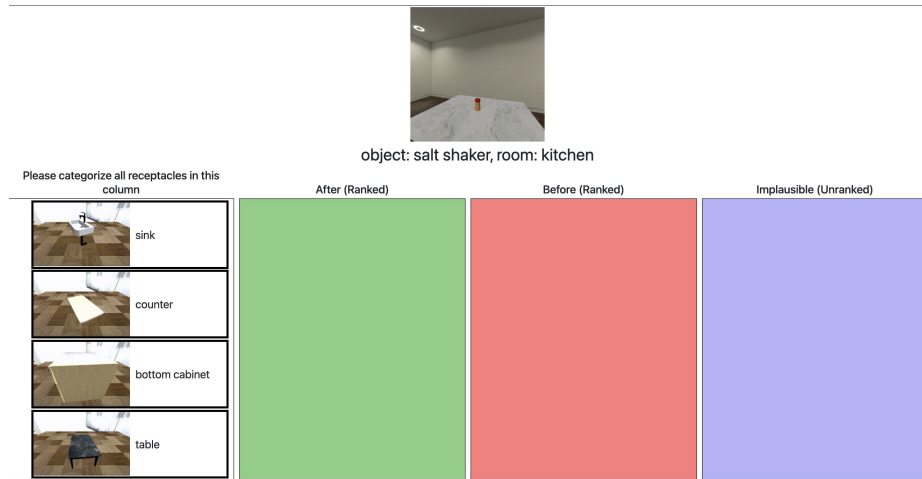 object: salt shaker, room: kitchen
Please categorize all receptacles in this
column
After (Ranked)
Before (Ranked)
Implausible (Unranked)
sink
counter
bottom cabinet
table